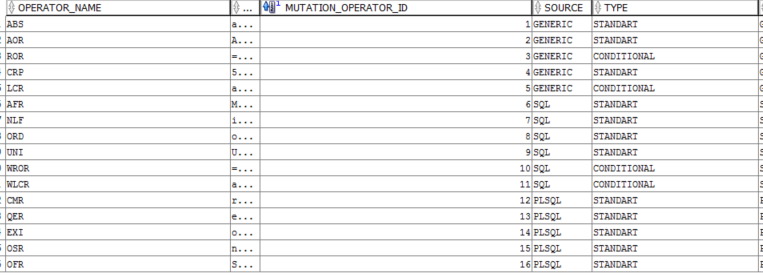 OPERATOR_NAME ... 1 MUTATION_OPERATOR_ID SOURCE TYPE
ABS a... 1 GENERIC STANDART
AOR A... 2 GENERIC STANDART
ROR =... 3 GENERIC CONDITIONAL
CRP 5... 4 GENERIC STANDART
LCR a... 5 GENERIC CONDITIONAL
AFR M... 6 SQL STANDART
NLF i... 7 SQL STANDART
ORD o... 8 SQL STANDART
UNI U... 9 SQL STANDART
WROR =... 10 SQL CONDITIONAL
WLCR a... 11 SQL CONDITIONAL
CMR r... 12 PLSQL STANDART
QER e... 13 PLSQL STANDART
EXI o... 14 PLSQL STANDART
OSR n... 15 PLSQL STANDART
OFR S... 16 PLSQL STANDART